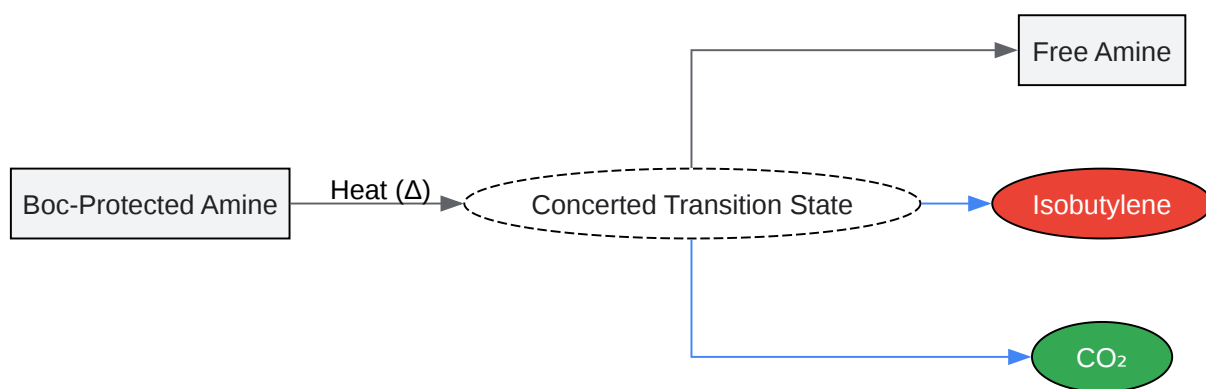 Free Amine
Boc-Protected Amine
Heat (Δ)
Concerted Transition State
Isobutylene
CO₂